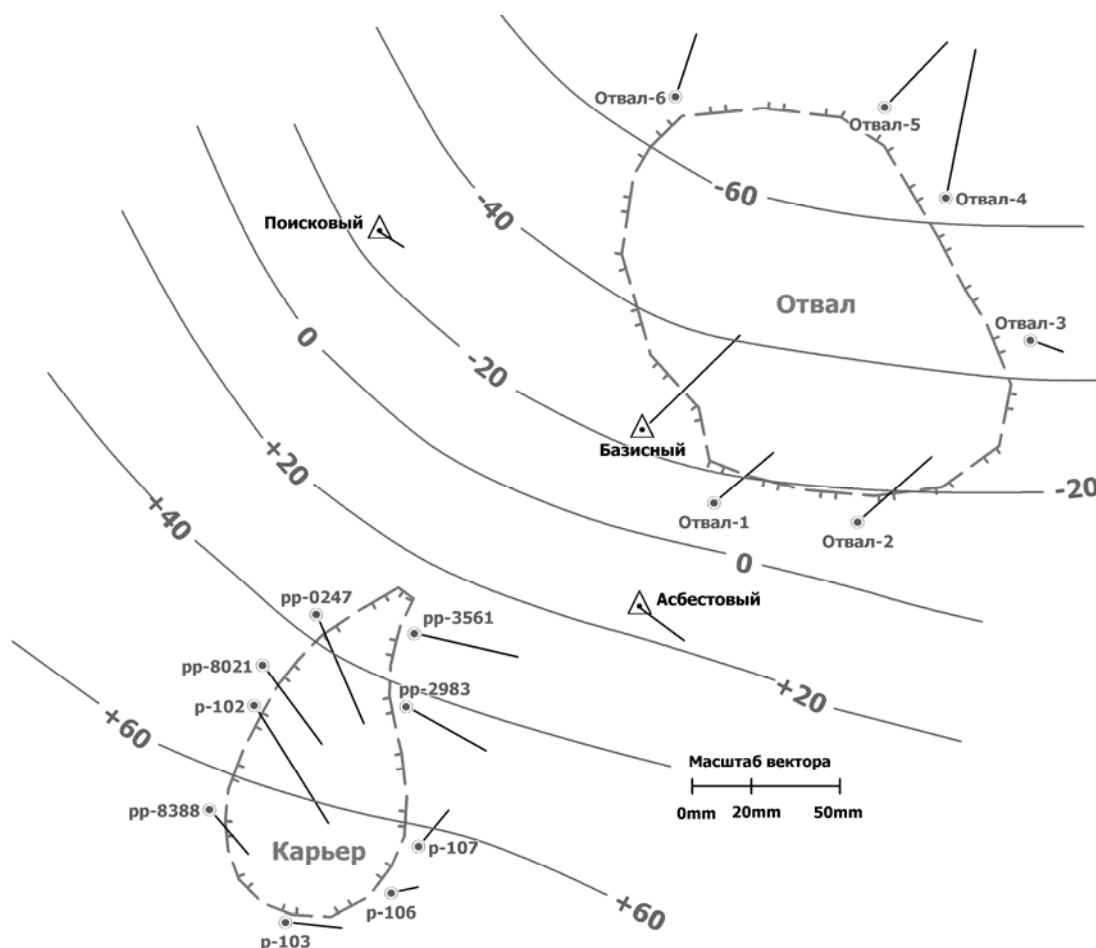 Отвал-6
Отвал-5
-60
Отвал-4
-40
Поисковый
Отвал
0
Отвал-3
-20
Базисный
+20
-20
+40
Отвал-1
Отвал-2
0
pp-0247
Асбестовый
pp-3561
pp-8021
pp-2983
p-102
+20
+60
Масштаб вектора
0mm 20mm 50mm
pp-8388
Карьер
p-107
p-106
+60
p-103